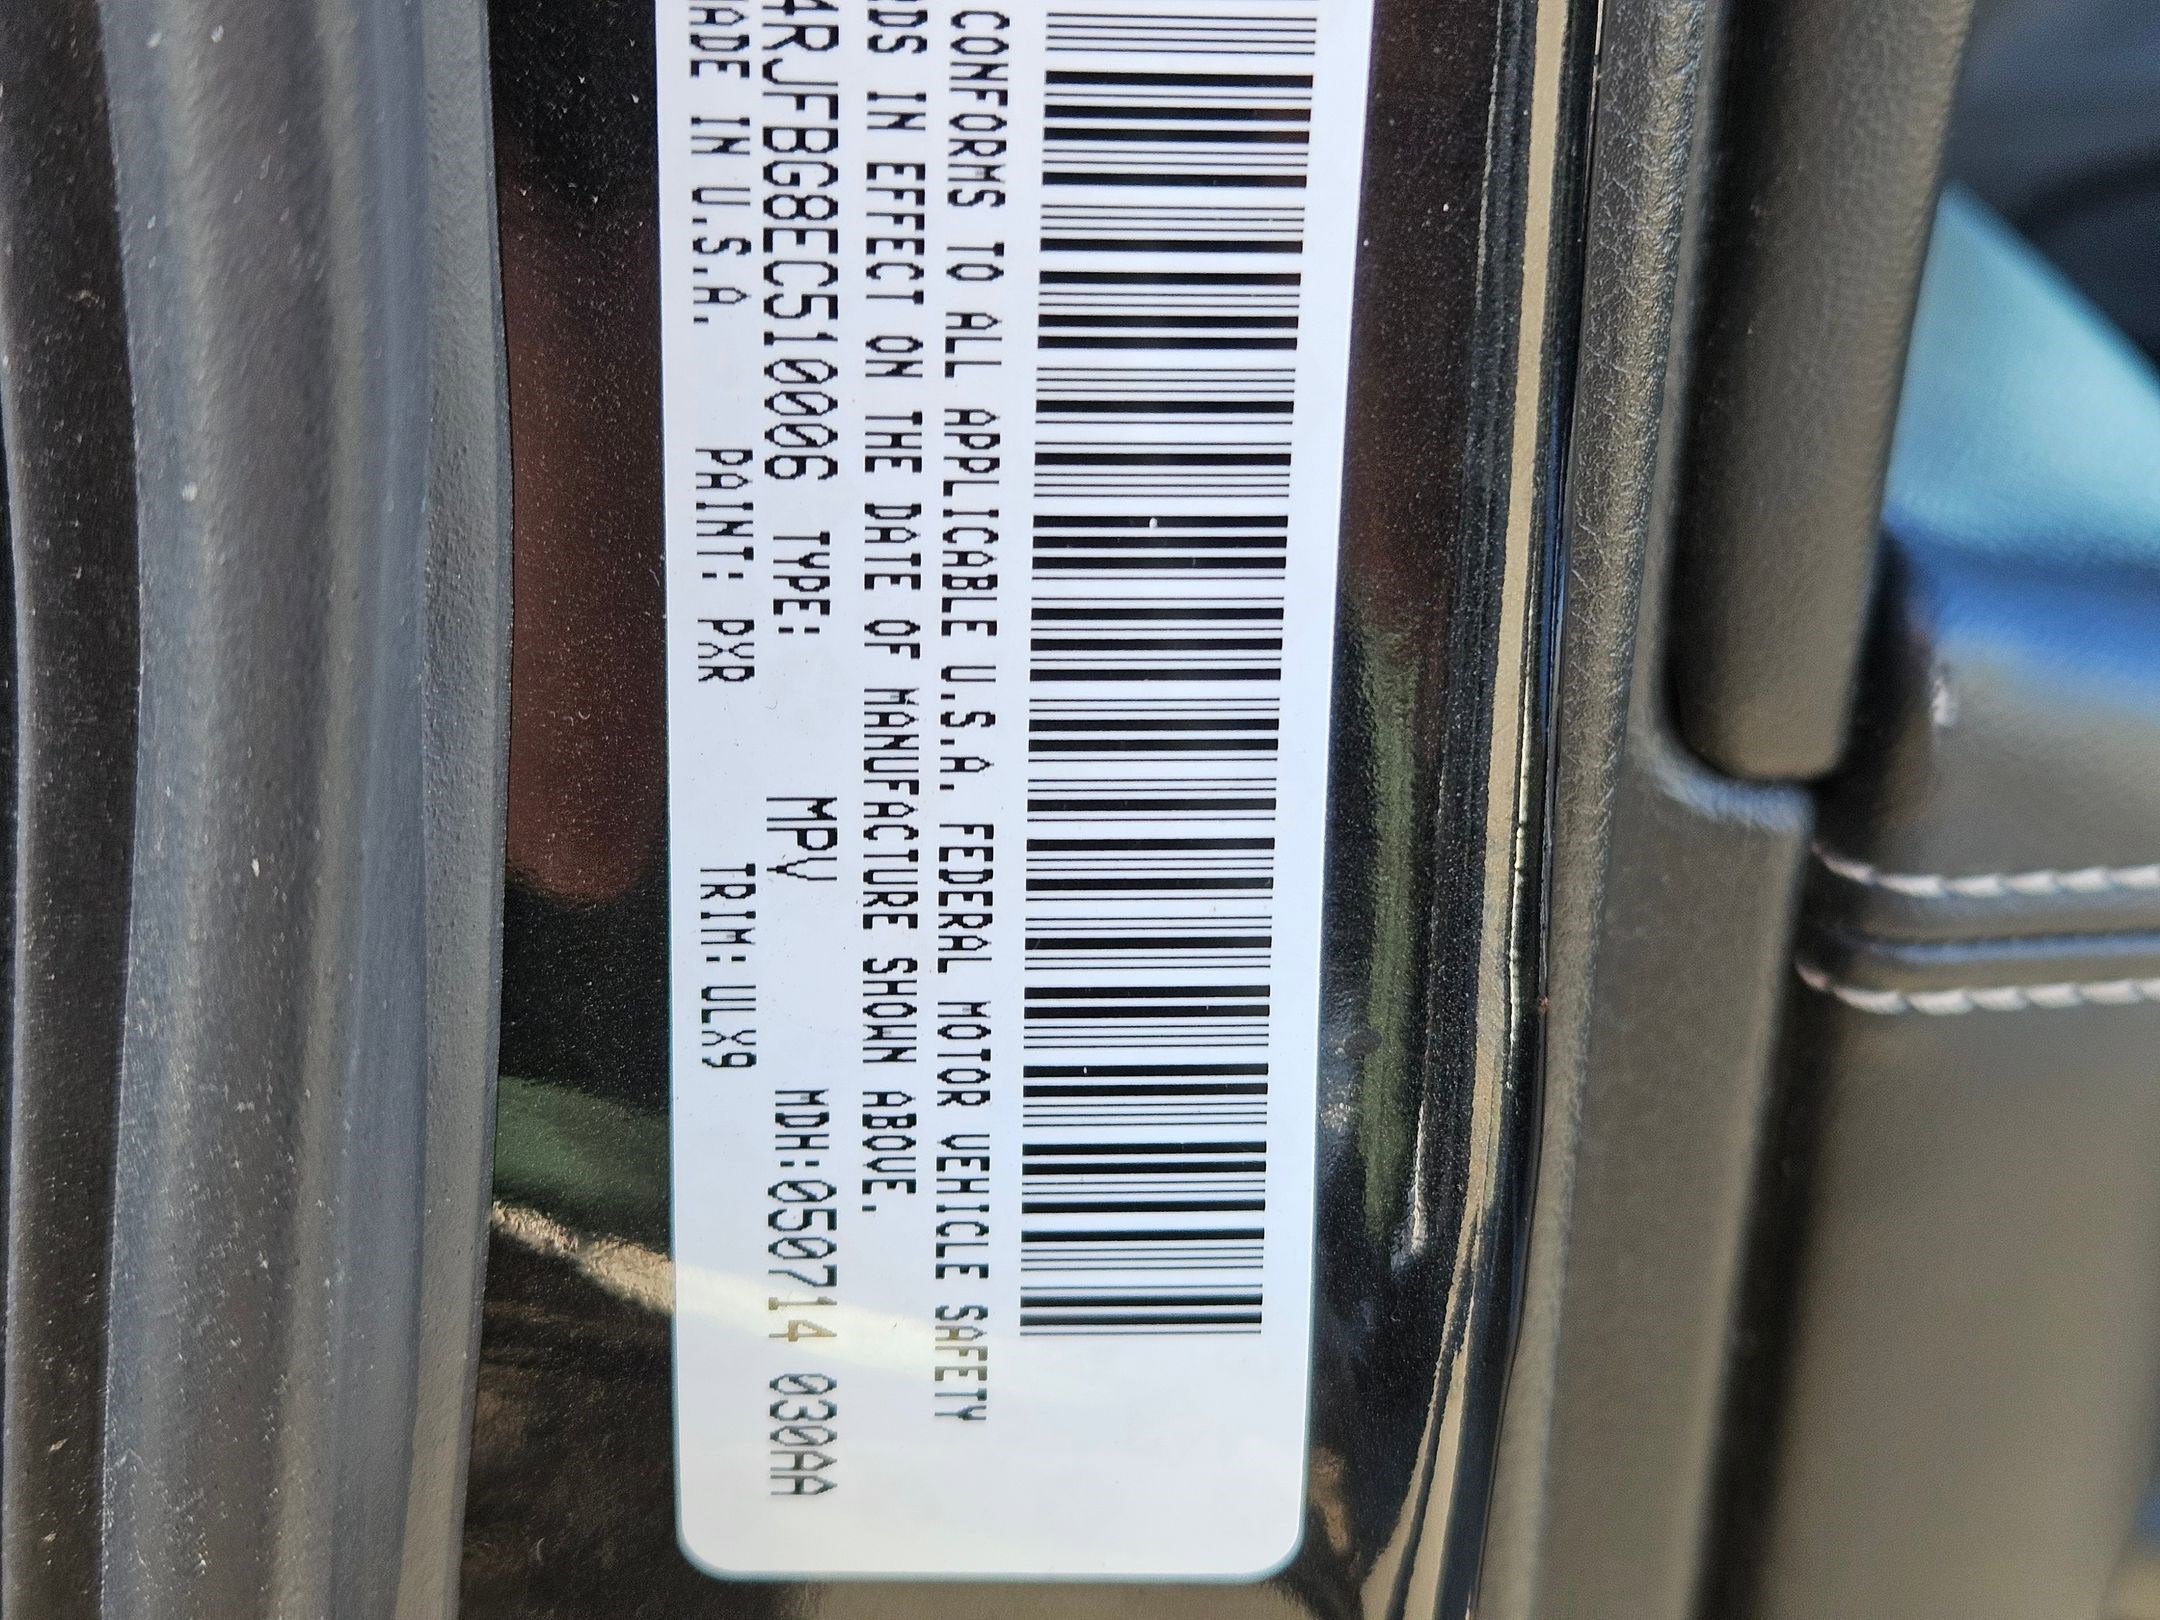 CONFORMS TO ALL APPLICABLE U.S.A. FEDERAL MOTOR VEHICLE SAFETY
RDS IN EFFECT ON THE DATE OF MANUFACTURE SHOWN ABOVE.
4RJFBG8EC510006 TYPE: MPV MDH:050714 030AA
MADE IN U.S.A. PAINT: PXR TRIM: ULX9